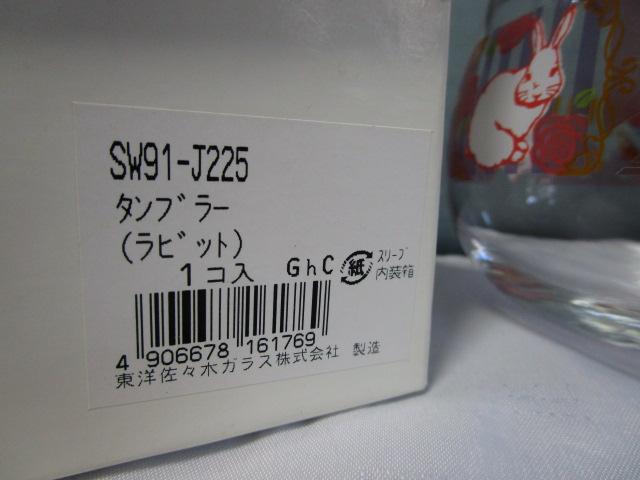 SW91-J225
ﾀﾝﾌﾞﾗｰ
(ﾗﾋﾞｯﾄ)
1コ入 GhC 紙 ｽﾘｰﾌﾞ
内装箱
4 906678 161769
東洋佐々木ガラス株式会社 製造